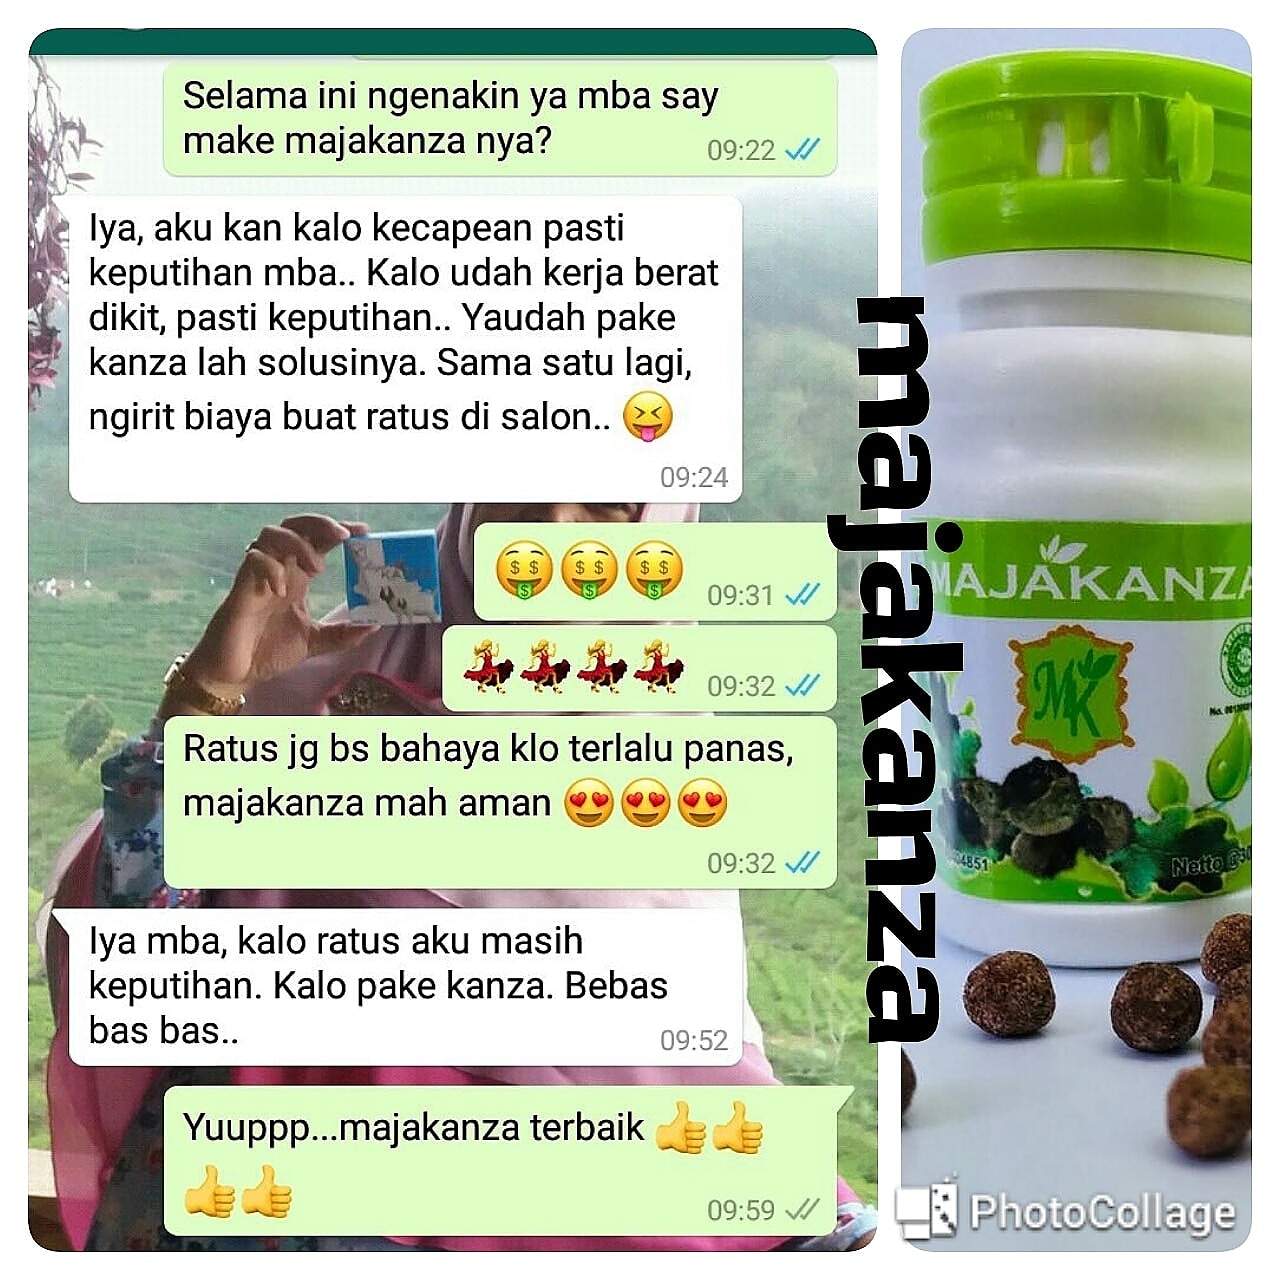 Selama ini ngenakin ya mba say
make majakanza nya?
09:22
Iya, aku kan kalo kecapean pasti
keputihan mba.. Kalo udah kerja berat
dikit, pasti keputihan.. Yaudah pake
kanza lah solusinya. Sama satu lagi,
ngirit biaya buat ratus di salon.. 😝
09:24
🤑🤑🤑 09:31
💃💃💃💃 09:32
Ratus jg bs bahaya klo terlalu panas,
majakanza mah aman 😍😍😍
09:32
Iya mba, kalo ratus aku masih
keputihan. Kalo pake kanza. Bebas
bas bas..
09:52
Yuuppp...majakanza terbaik 👍👍
👍👍
09:59
majakanza
MAJAKANZA
MK
No.
4851
Netto
PhotoCollage